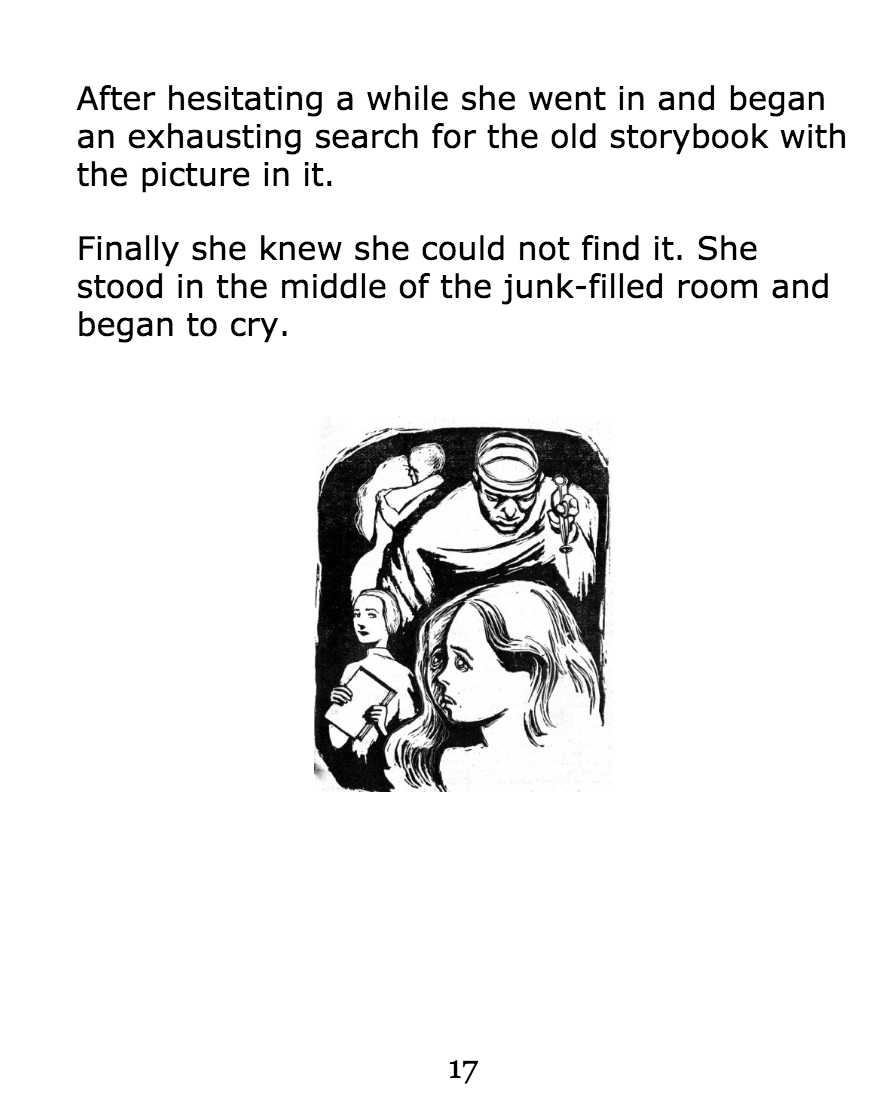 After hesitating a while she went in and began
an exhausting search for the old storybook with
the picture in it.
Finally she knew she could not find it. She
stood in the middle of the junk-filled room and
began to cry.
17